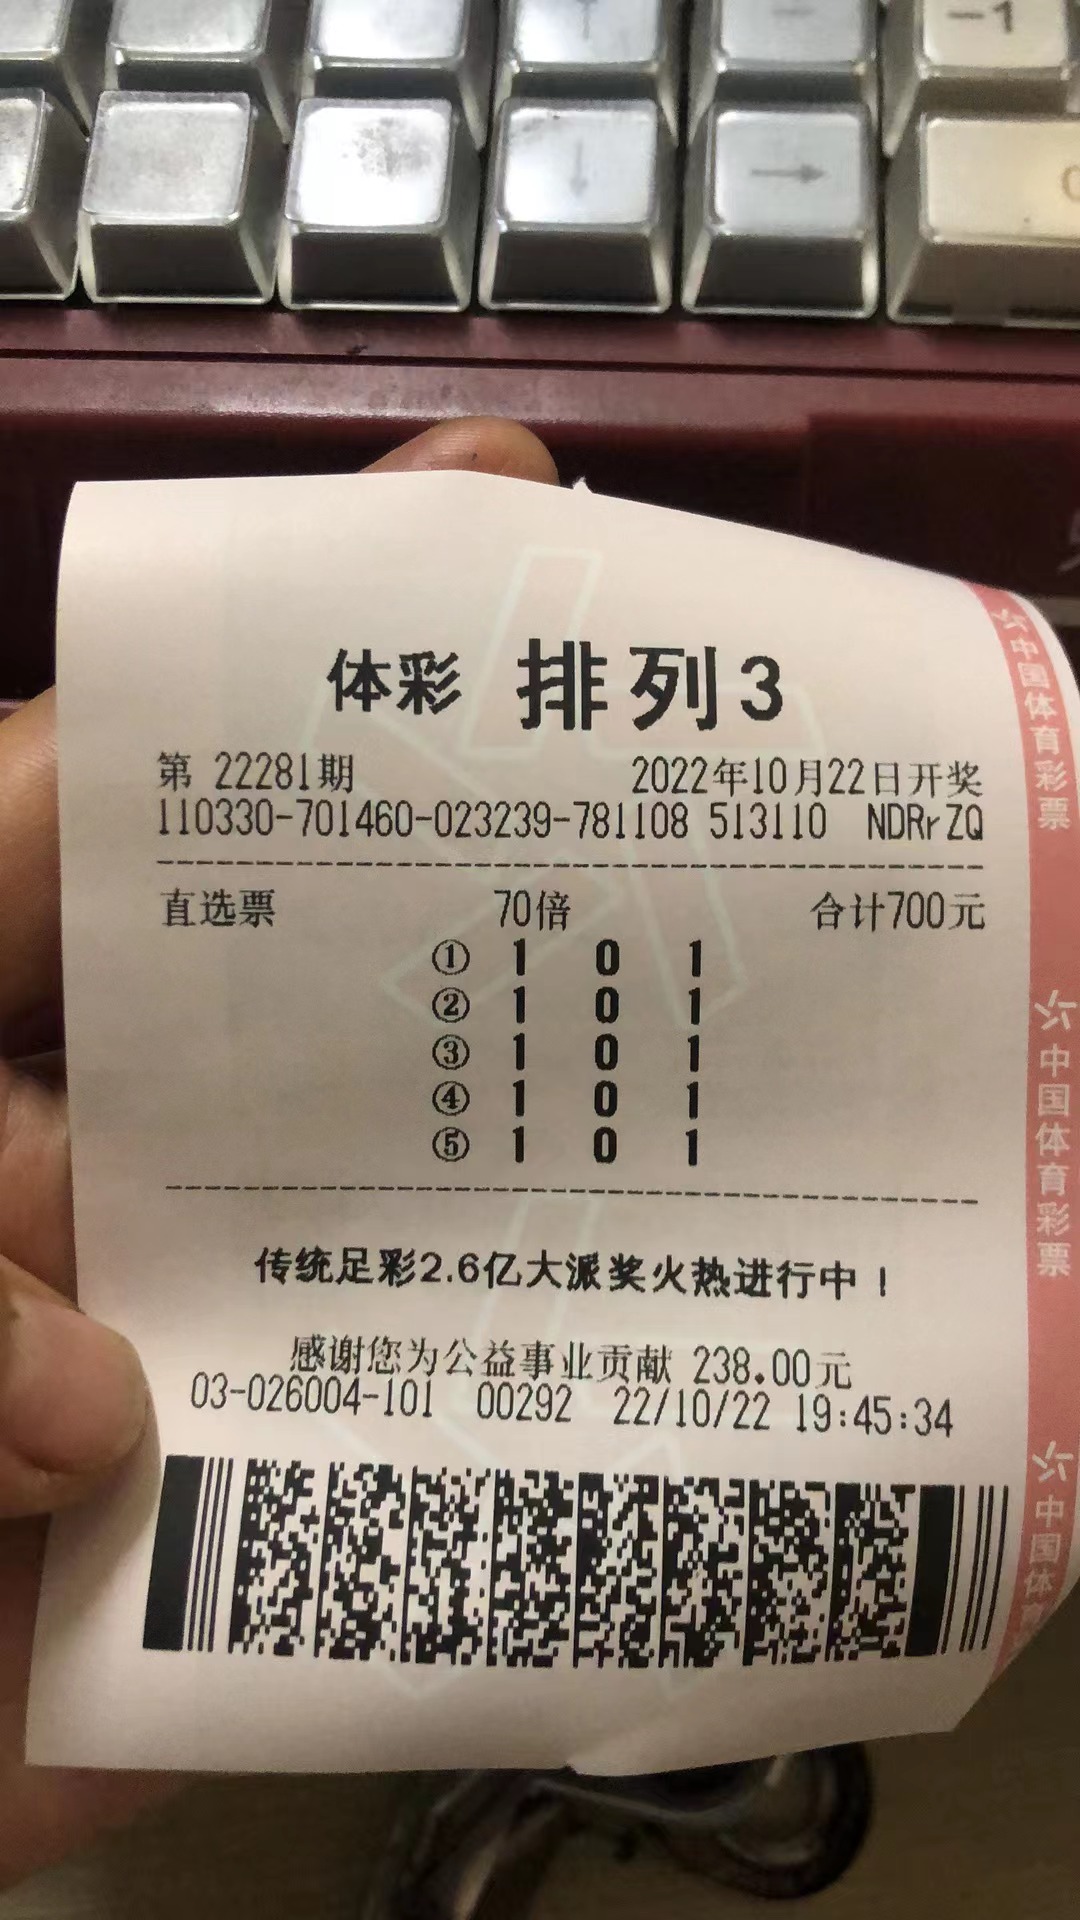 -1
体彩 排列3
第 22281期 2022年10月22日开奖
110330-701460-023239-781108 513110 NDRrZQ
直选票 70倍 合计700元
① 1 0 1
② 1 0 1
③ 1 0 1
④ 1 0 1
⑤ 1 0 1
传统足彩2.6亿大派奖火热进行中！
感谢您为公益事业贡献 238.00元
03-026004-101 00292 22/10/22 19:45:34
中国体育彩票
中国体育彩票
中国体